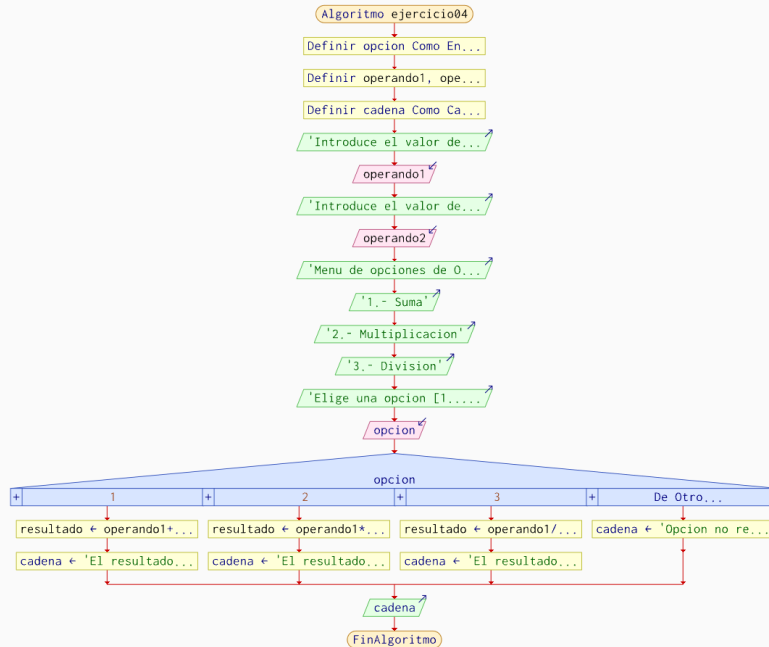 Algoritmo ejercicio04
Definir opcion Como En...
Definir operando1, ope...
Definir cadena Como Ca...
'Introduce el valor de...
operando1
'Introduce el valor de...
operando2
'Menu de opciones de O...
'1.- Suma'
'2.- Multiplicacion'
'3.- Division'
'Elige una opcion [1.....
opcion
opcion
+ 1 + 2 + 3 + De Otro...
resultado ← operando1+... resultado ← operando1*... resultado ← operando1/... cadena ← 'Opcion no re...
cadena ← 'El resultado... cadena ← 'El resultado... cadena ← 'El resultado...
cadena
FinAlgoritmo